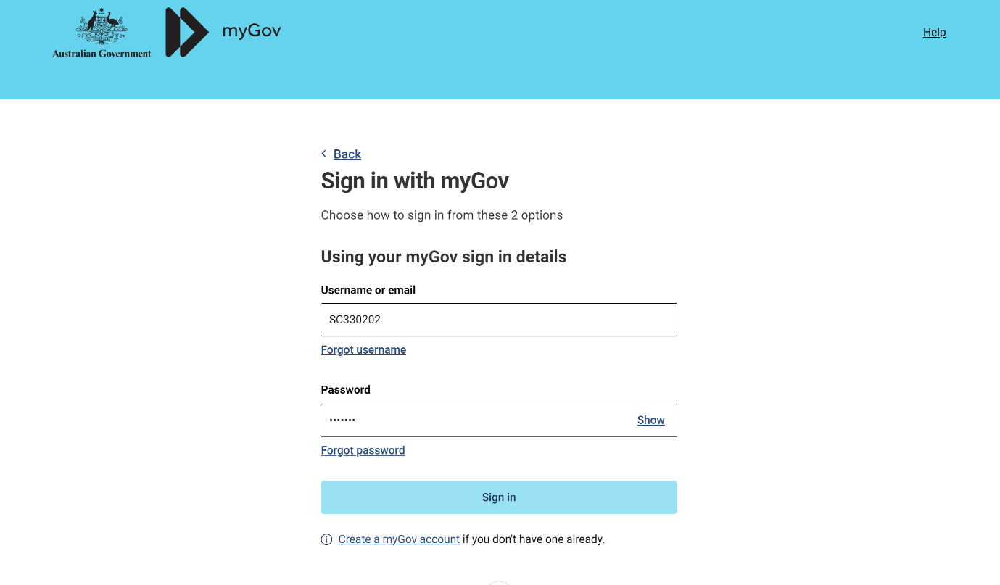 Australian Government
myGov
Help
Back
Sign in with myGov
Choose how to sign in from these 2 options
Using your myGov sign in details
Username or email
SC330202
Forgot username
Password
•••••••
Show
Forgot password
Sign in
Create a myGov account if you don't have one already.